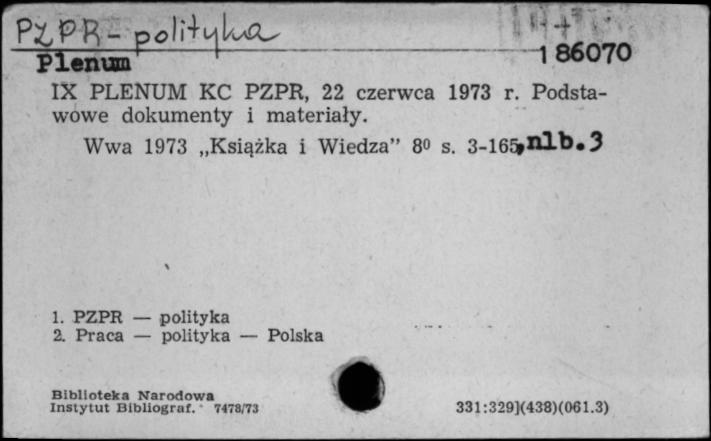 PZPR - polityka
Plenum
1 86070
IX PLENUM KC PZPR, 22 czerwca 1973 r. Podsta-
wowe dokumenty i materiały.
Wwa 1973 „Książka i Wiedza” 8º s. 3-165, nlb. 3
1. PZPR — polityka
2. Praca — polityka — Polska
Biblioteka Narodowa
Instytut Bibliograf. 7478/73
331:329](438)(061.3)